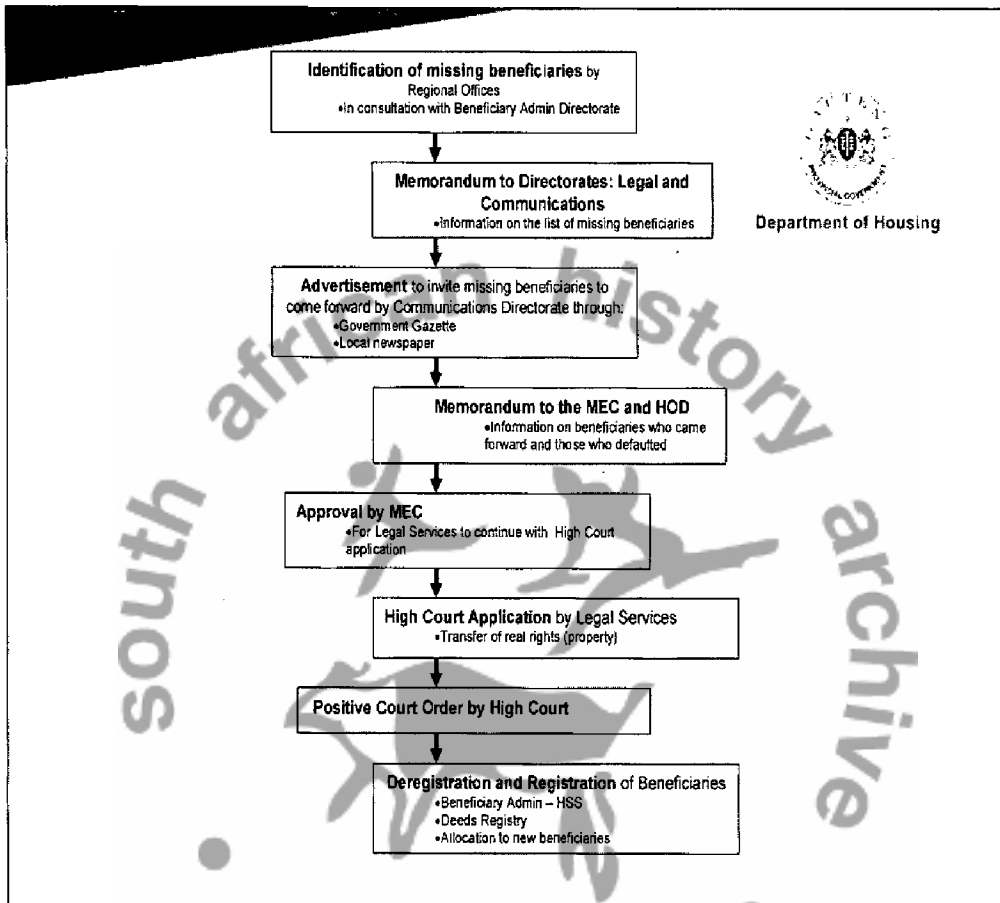 Identification of missing beneficiaries by
Regional Offices
•In consultation with Beneficiary Admin Directorate
Memorandum to Directorates: Legal and
Communications
•Information on the list of missing beneficiaries
GAUTENG
PROVINCIAL GOVERNMENT
Department of Housing
Advertisement to invite missing beneficiaries to
come forward by Communications Directorate through:
•Government Gazette
•Local newspaper
Memorandum to the MEC and HOD
•Information on beneficiaries who came
forward and those who defaulted
Approval by MEC
•For Legal Services to continue with High Court
application
High Court Application by Legal Services
•Transfer of real rights (property)
Positive Court Order by High Court
Deregistration and Registration of Beneficiaries
•Beneficiary Admin – HSS
•Deeds Registry
•Allocation to new beneficiaries
south african history archive